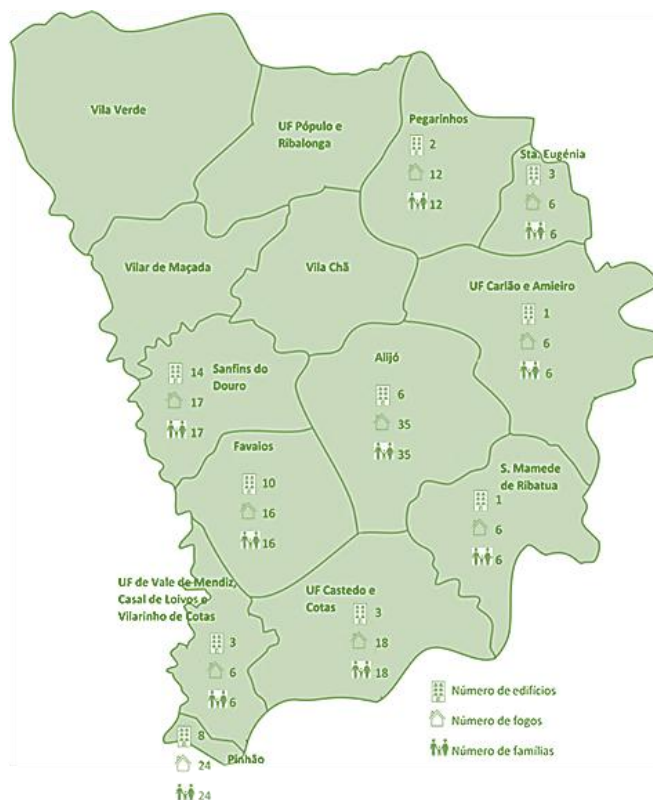 Vila Verde
UF Pópulo e
Ribalonga
Pegarinhos
2
12
12
Sta. Eugénia
3
6
6
Vilar de Maçada
Vila Chã
UF Carlão e Amieiro
1
6
6
Sanfins do
Douro
14
17
17
Alijó
6
35
35
Favaios
10
16
16
S. Mamede
de Ribatua
1
6
6
UF de Vale de Mendiz,
Casal de Loivos e
Vilarinho de Cotas
3
6
6
UF Castedo e
Cotas
3
18
18
Pinhão
8
24
24
Número de edifícios
Número de fogos
Número de famílias